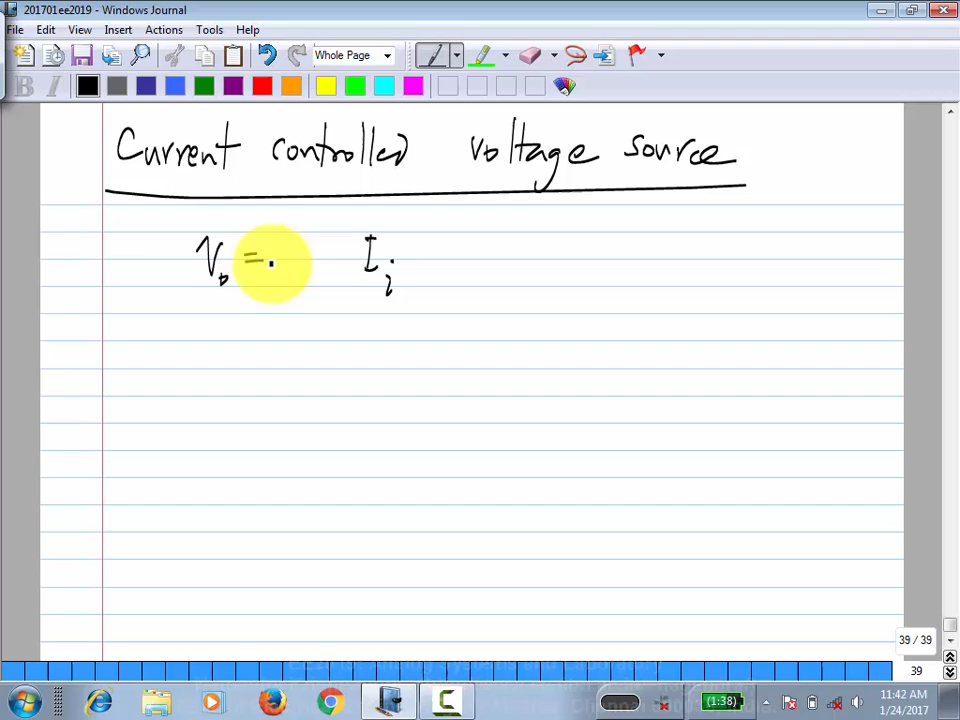 201701ee2019 - Windows Journal
File Edit View Insert Actions Tools Help
Whole Page
B I
Current controlled voltage source
V₀ = I i
39 / 39
39
(1:38)
11:42 AM
1/24/2017